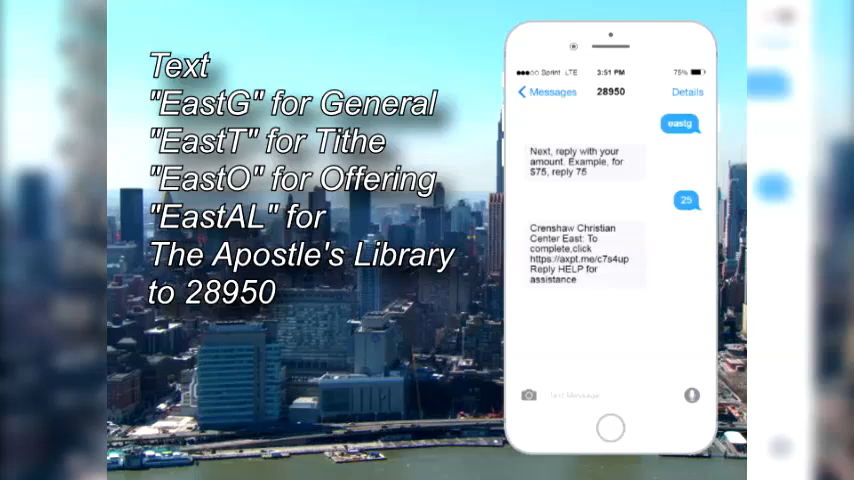 Text
"EastG" for General
"EastT" for Tithe
"EastO" for Offering
"EastAL" for
The Apostle's Library
to 28950
Sprint LTE
3:51 PM
75%
Messages
28950
Details
eastg
Next, reply with your
amount. Example, for
$75, reply 75
25
Crenshaw Christian
Center East: To
complete,click
https://axpt.me/c7s4up
Reply HELP for
assistance
Text Message